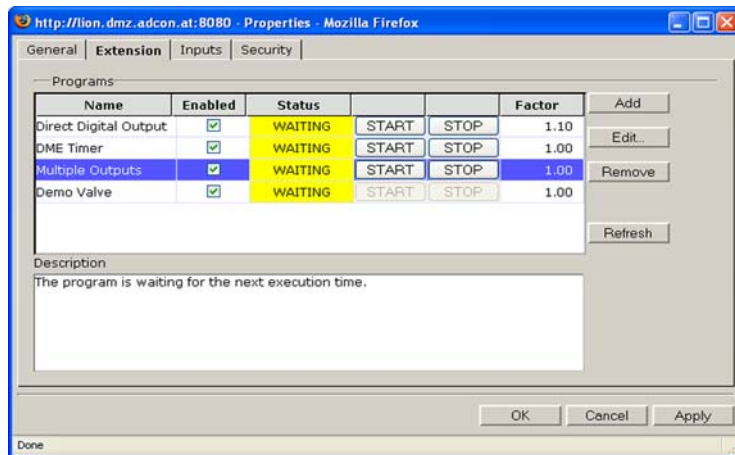 http://lion.dmz.adcon.at:8080 - Properties - Mozilla Firefox
General Extension Inputs Security
Programs
Name Enabled Status Factor
Direct Digital Output WAITING START STOP 1.10
DME Timer WAITING START STOP 1.00
Multiple Outputs WAITING START STOP 1.00
Demo Valve WAITING START STOP 1.00
Add
Edit...
Remove
Refresh
Description
The program is waiting for the next execution time.
OK Cancel Apply
Done